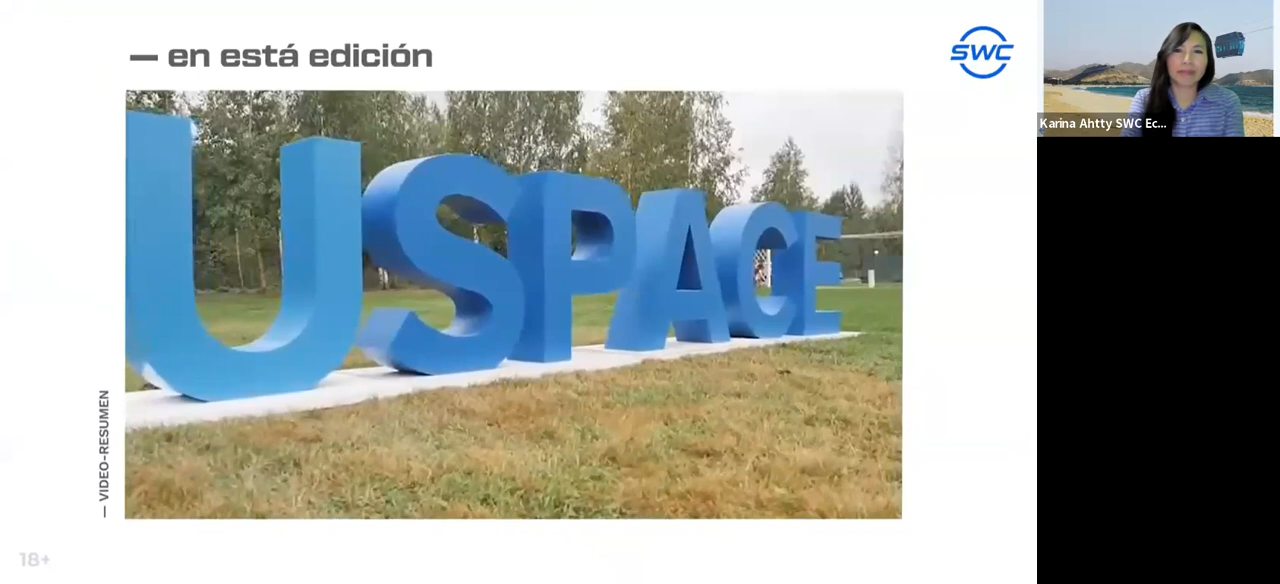 — en está edición
SWC
USPACE
— VIDEO-RESUMEN
18+
Karina Ahtty SWC Ec...